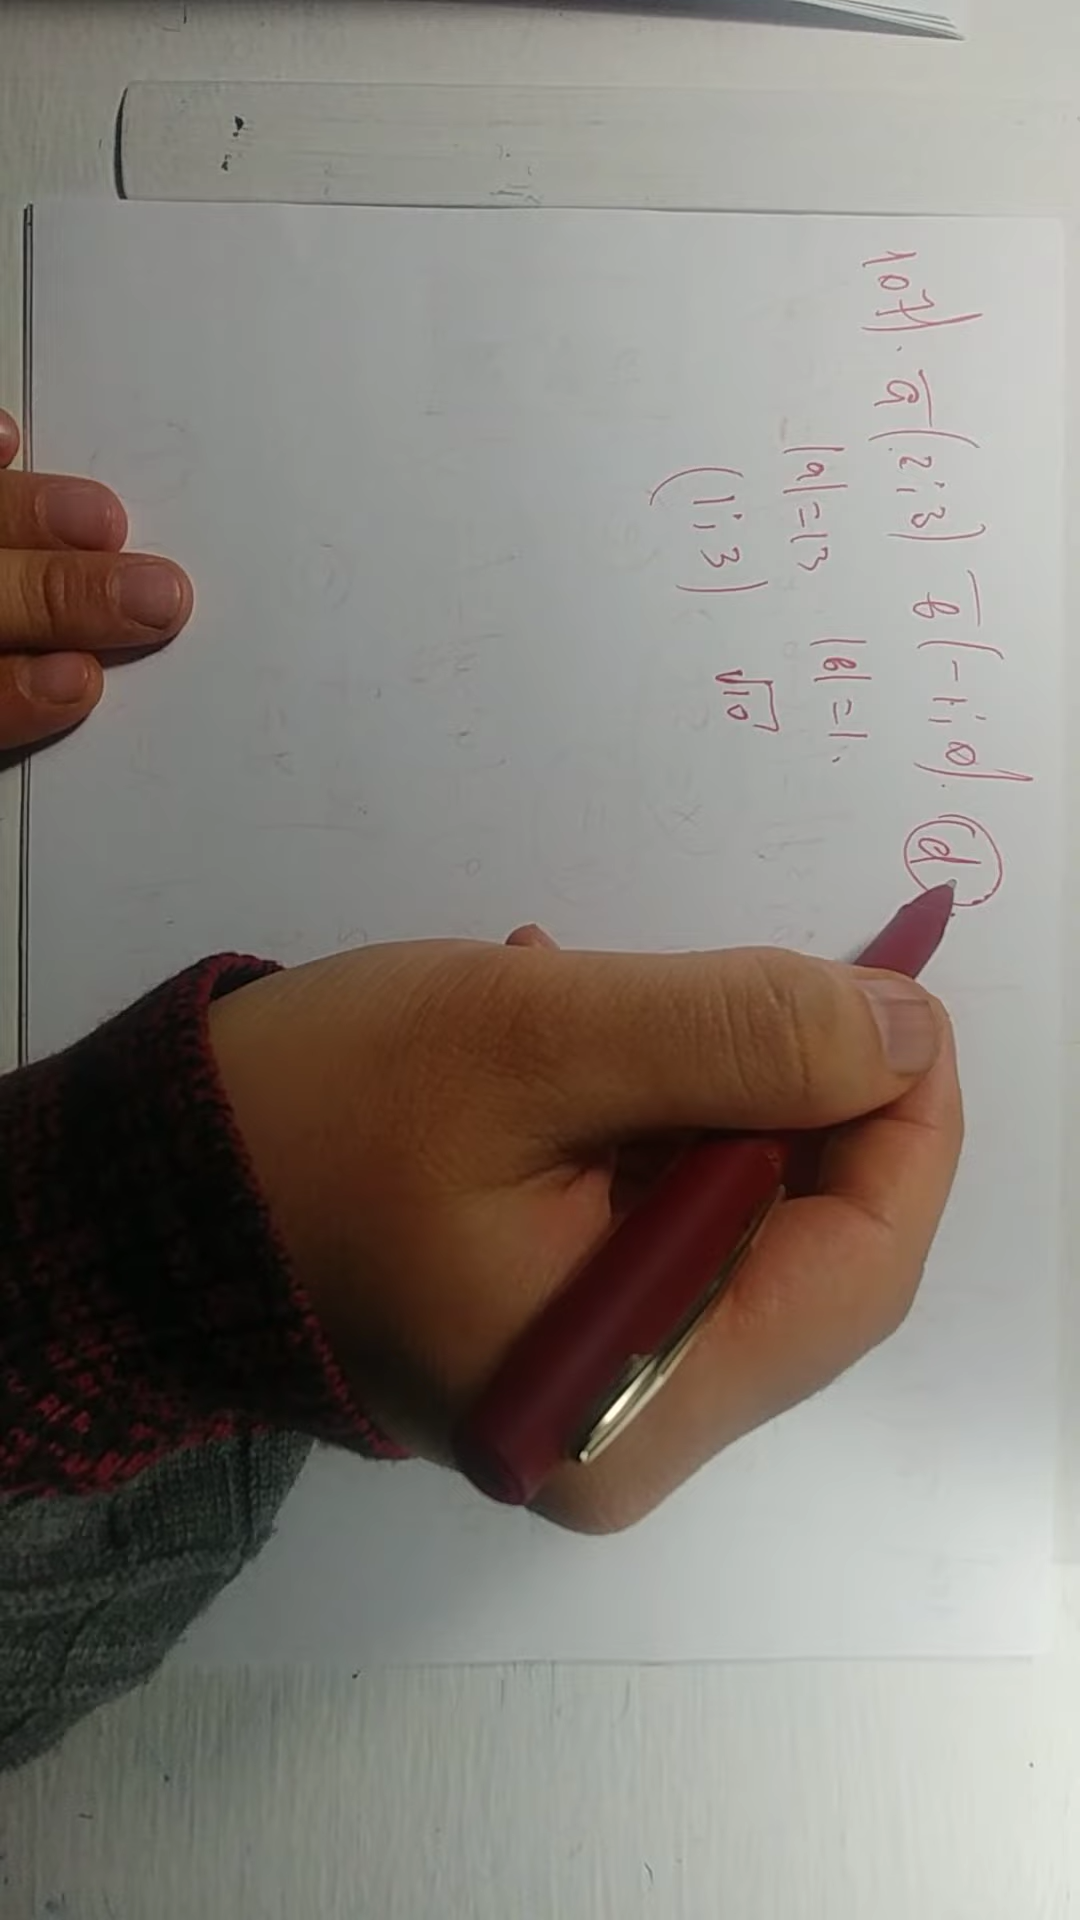 107). a̅ (2; 3) b̅ (-1; 0). (d)
|a| = 13 |b| = 1.
(1; 3) √10